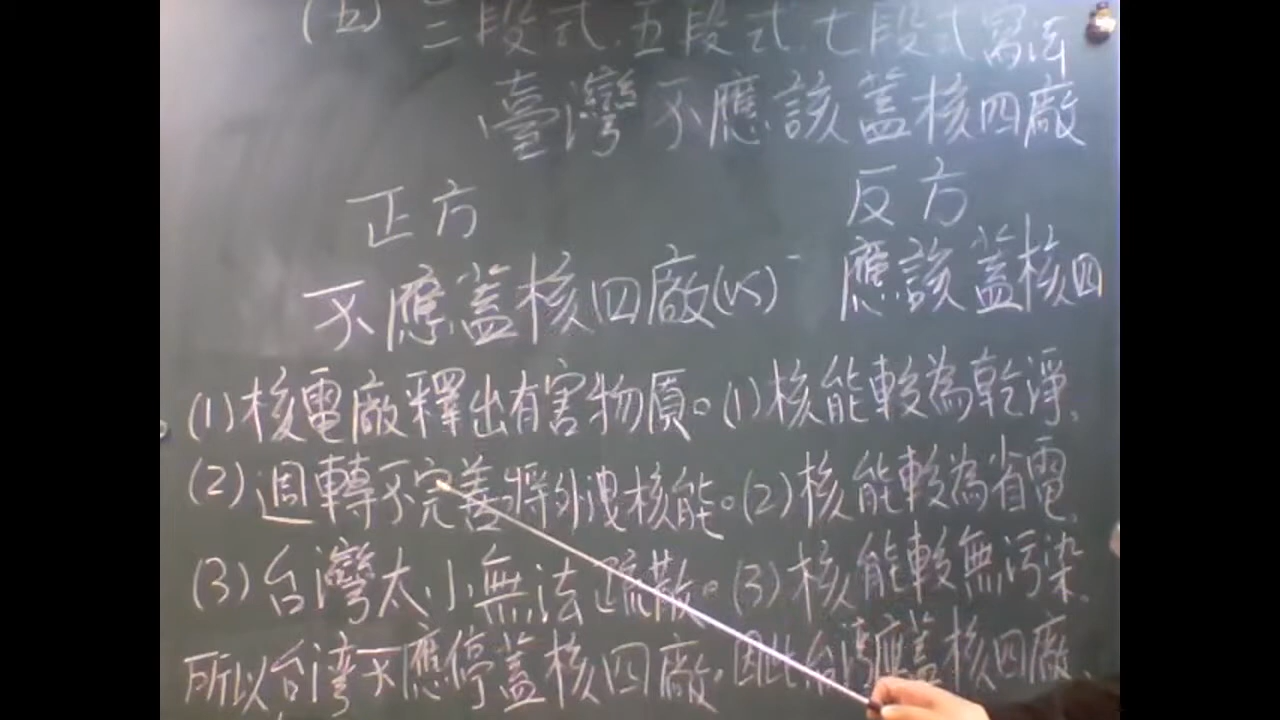 (五) 三段式.五段式.七段式寫法
臺灣不應該蓋核四廠
正方 反方
不應蓋核四廠(VS) 應該蓋核四
(1)核電廠釋出有害物質。(1)核能較為乾淨、
(2)週轉不完善將外洩核能。(2)核能較為省電、
(3)台灣太小無法疏散。(3)核能較無污染、
所以台灣不應停蓋核四廠，因此台灣應蓋核四廠、